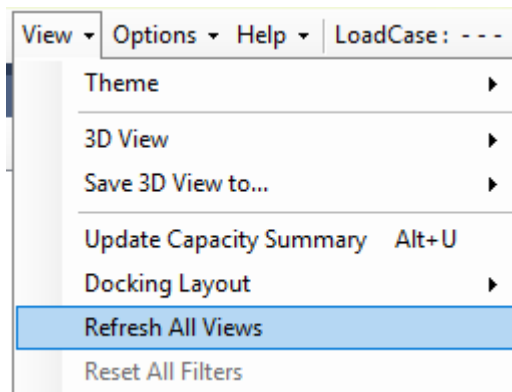 View Options Help LoadCase : - - -
Theme
3D View
Save 3D View to...
Update Capacity Summary Alt+U
Docking Layout
Refresh All Views
Reset All Filters